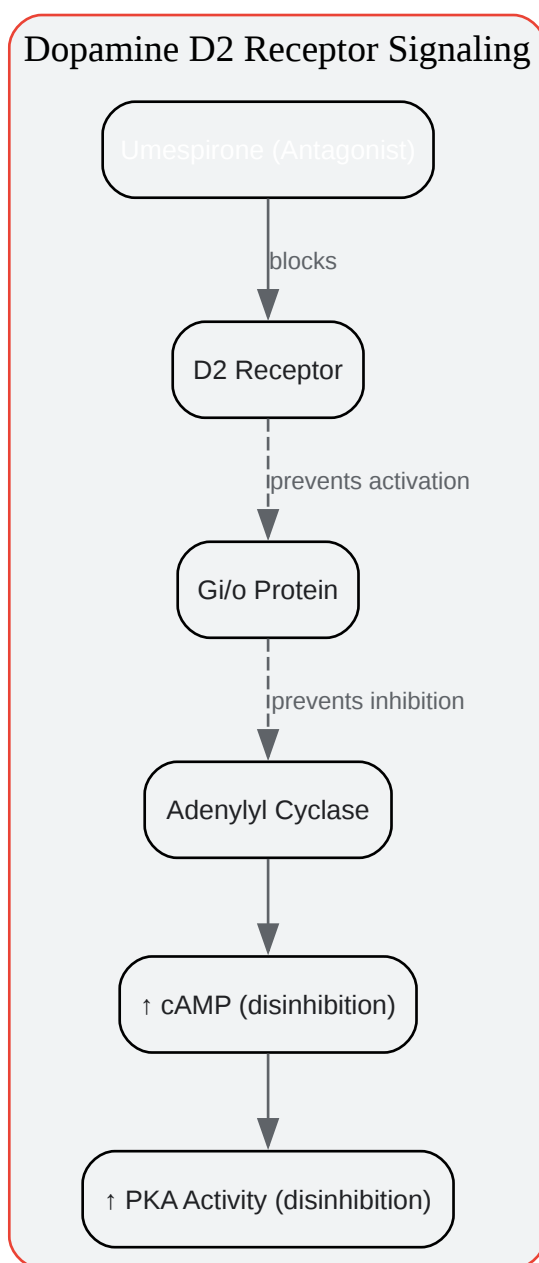 Dopamine D2 Receptor Signaling
Umespirone (Antagonist)
blocks
D2 Receptor
prevents activation
Gi/o Protein
prevents inhibition
Adenylyl Cyclase
↑ cAMP (disinhibition)
↑ PKA Activity (disinhibition)